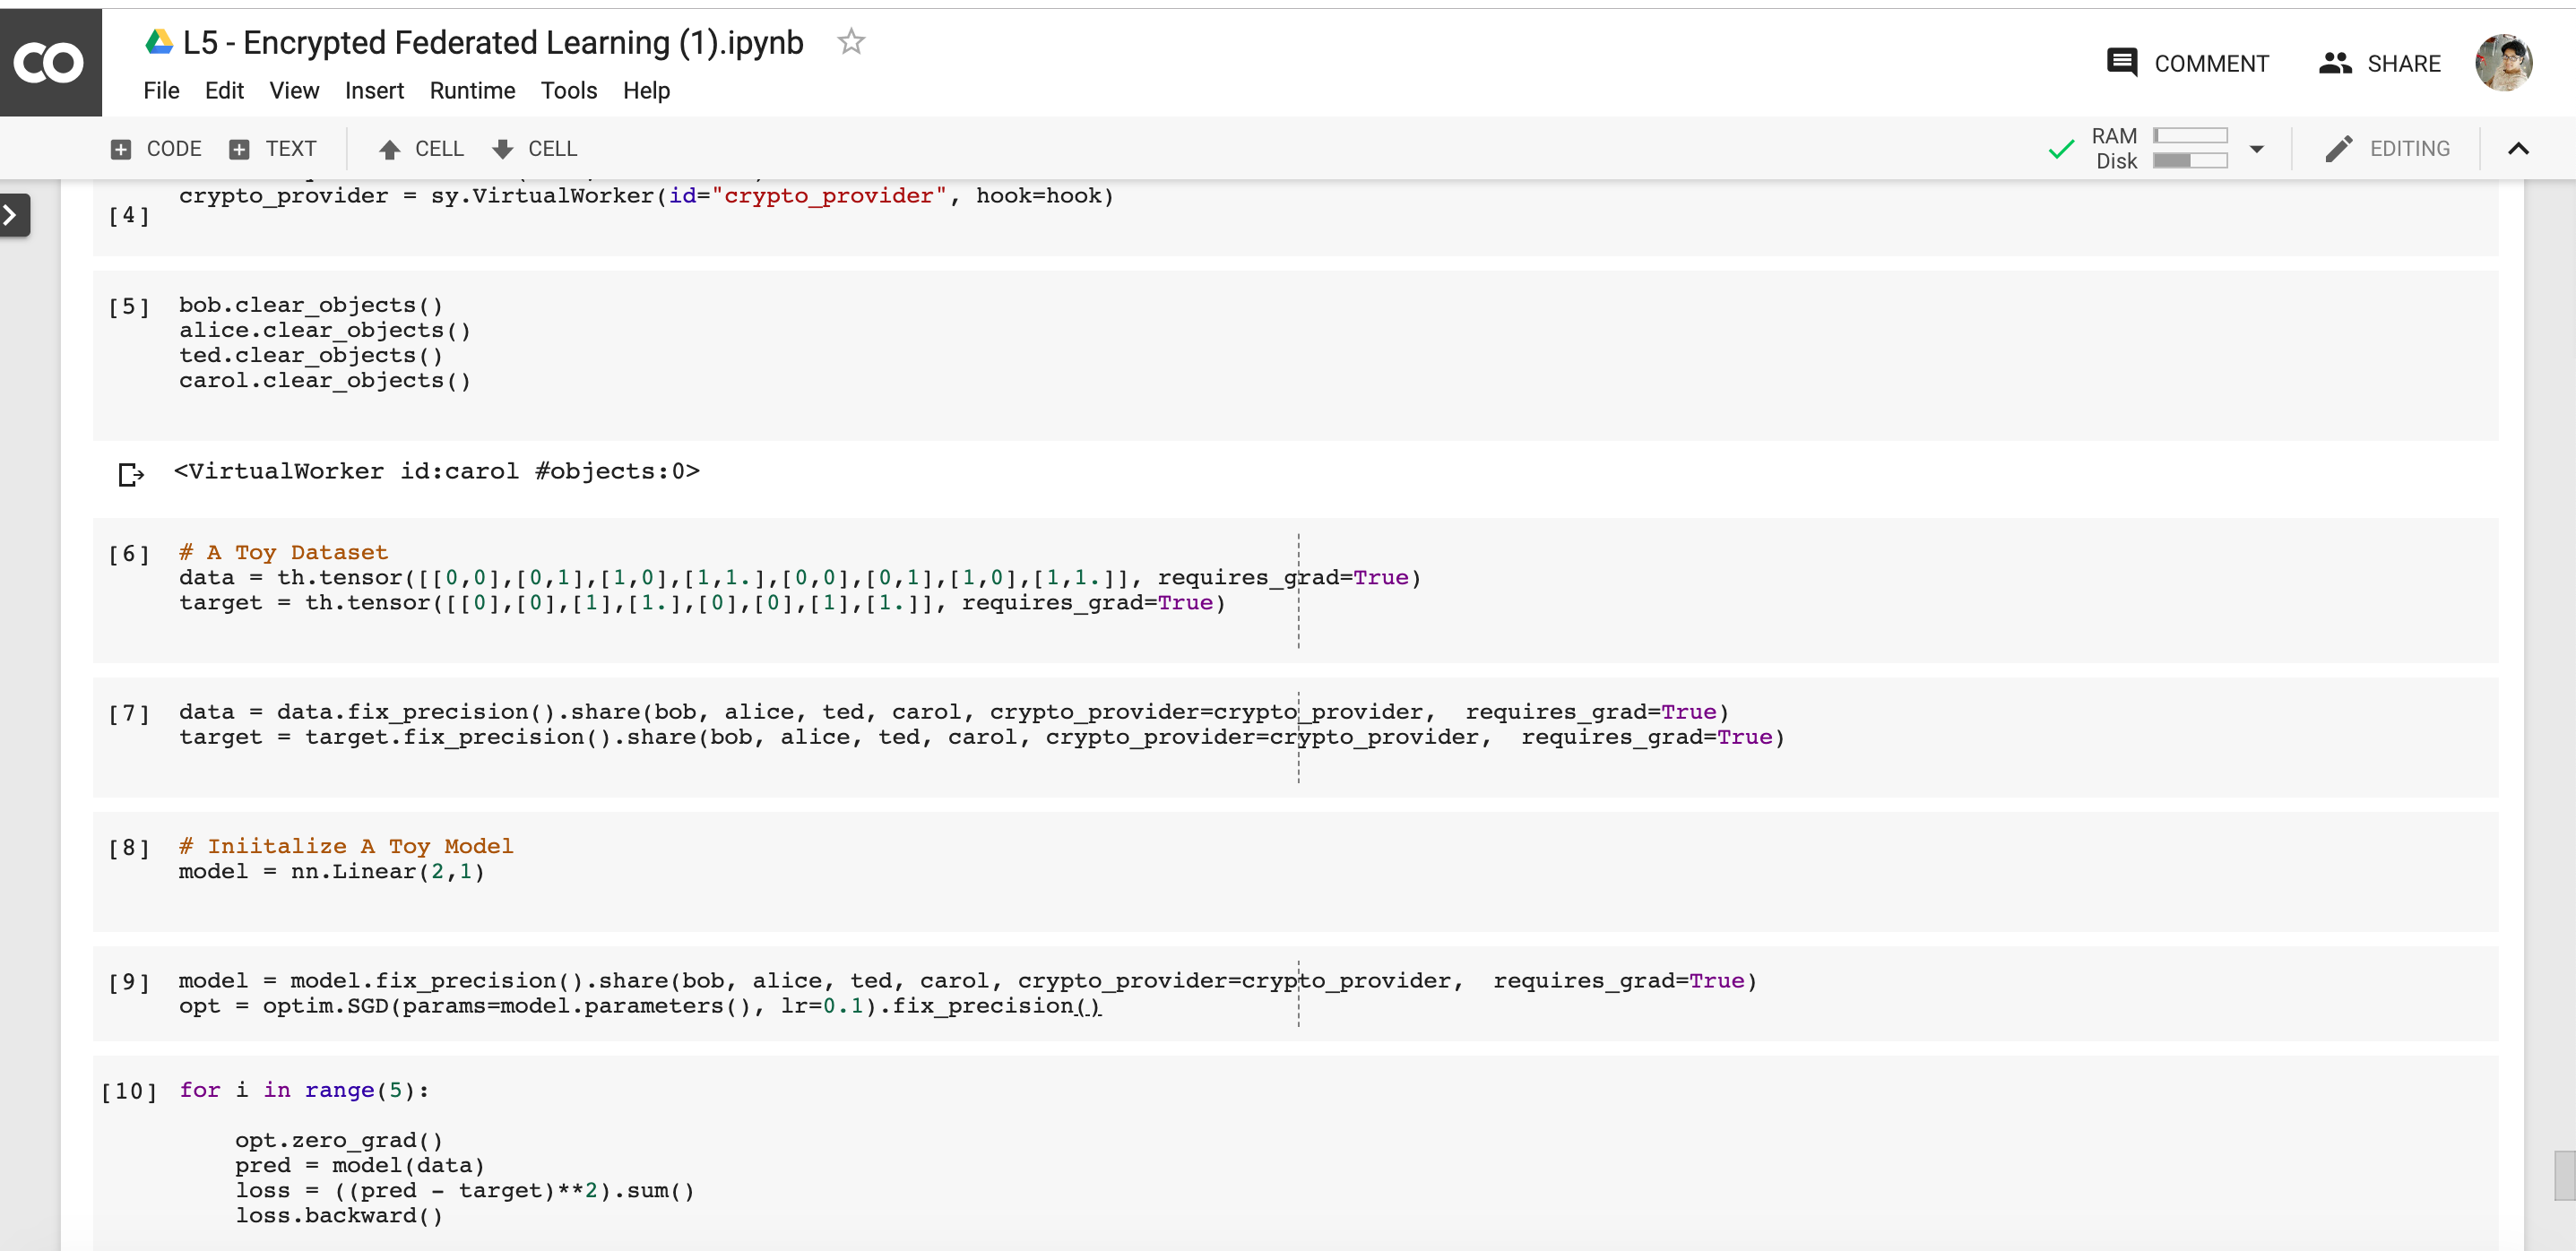 CO
L5 - Encrypted Federated Learning (1).ipynb
COMMENT
SHARE
File Edit View Insert Runtime Tools Help
CODE TEXT CELL CELL
RAM
Disk
EDITING
crypto_provider = sy.VirtualWorker(id="crypto_provider", hook=hook)
[4]
[5] bob.clear_objects()
alice.clear_objects()
ted.clear_objects()
carol.clear_objects()
<VirtualWorker id:carol #objects:0>
[6] # A Toy Dataset
data = th.tensor([[0,0],[0,1],[1,0],[1,1.],[0,0],[0,1],[1,0],[1,1.]], requires_grad=True)
target = th.tensor([[0],[0],[1],[1.],[0],[0],[1],[1.]], requires_grad=True)
[7] data = data.fix_precision().share(bob, alice, ted, carol, crypto_provider=crypto_provider,  requires_grad=True)
target = target.fix_precision().share(bob, alice, ted, carol, crypto_provider=crypto_provider,  requires_grad=True)
[8] # Iniitalize A Toy Model
model = nn.Linear(2,1)
[9] model = model.fix_precision().share(bob, alice, ted, carol, crypto_provider=crypto_provider,  requires_grad=True)
opt = optim.SGD(params=model.parameters(), lr=0.1).fix_precision()
[10] for i in range(5):
opt.zero_grad()
pred = model(data)
loss = ((pred - target)**2).sum()
loss.backward()